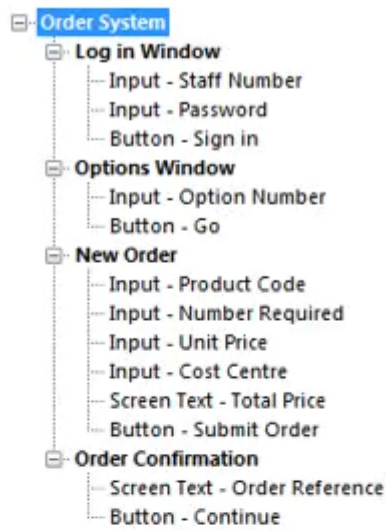 Order System
Log in Window
Input - Staff Number
Input - Password
Button - Sign in
Options Window
Input - Option Number
Button - Go
New Order
Input - Product Code
Input - Number Required
Input - Unit Price
Input - Cost Centre
Screen Text - Total Price
Button - Submit Order
Order Confirmation
Screen Text - Order Reference
Button - Continue